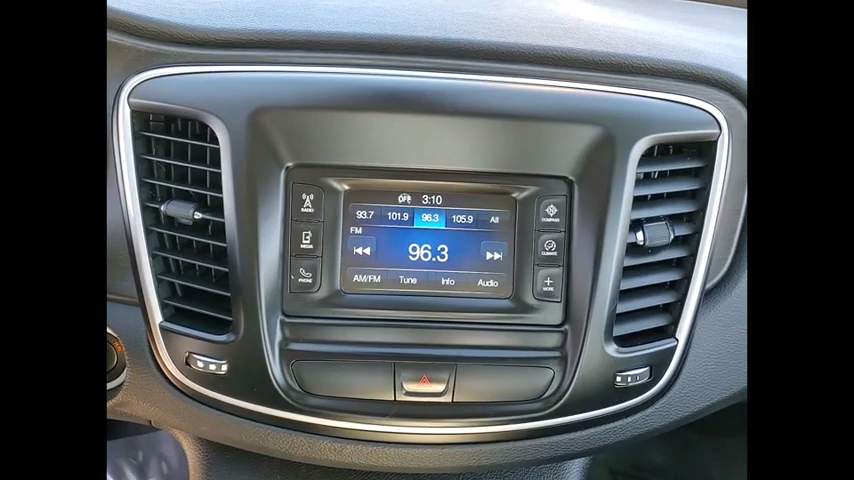 OFF 3:10
93.7 101.9 96.3 105.9 All
FM
96.3
AM/FM Tune Info Audio
RADIO
MEDIA
PHONE
COMPASS
CLIMATE
MORE